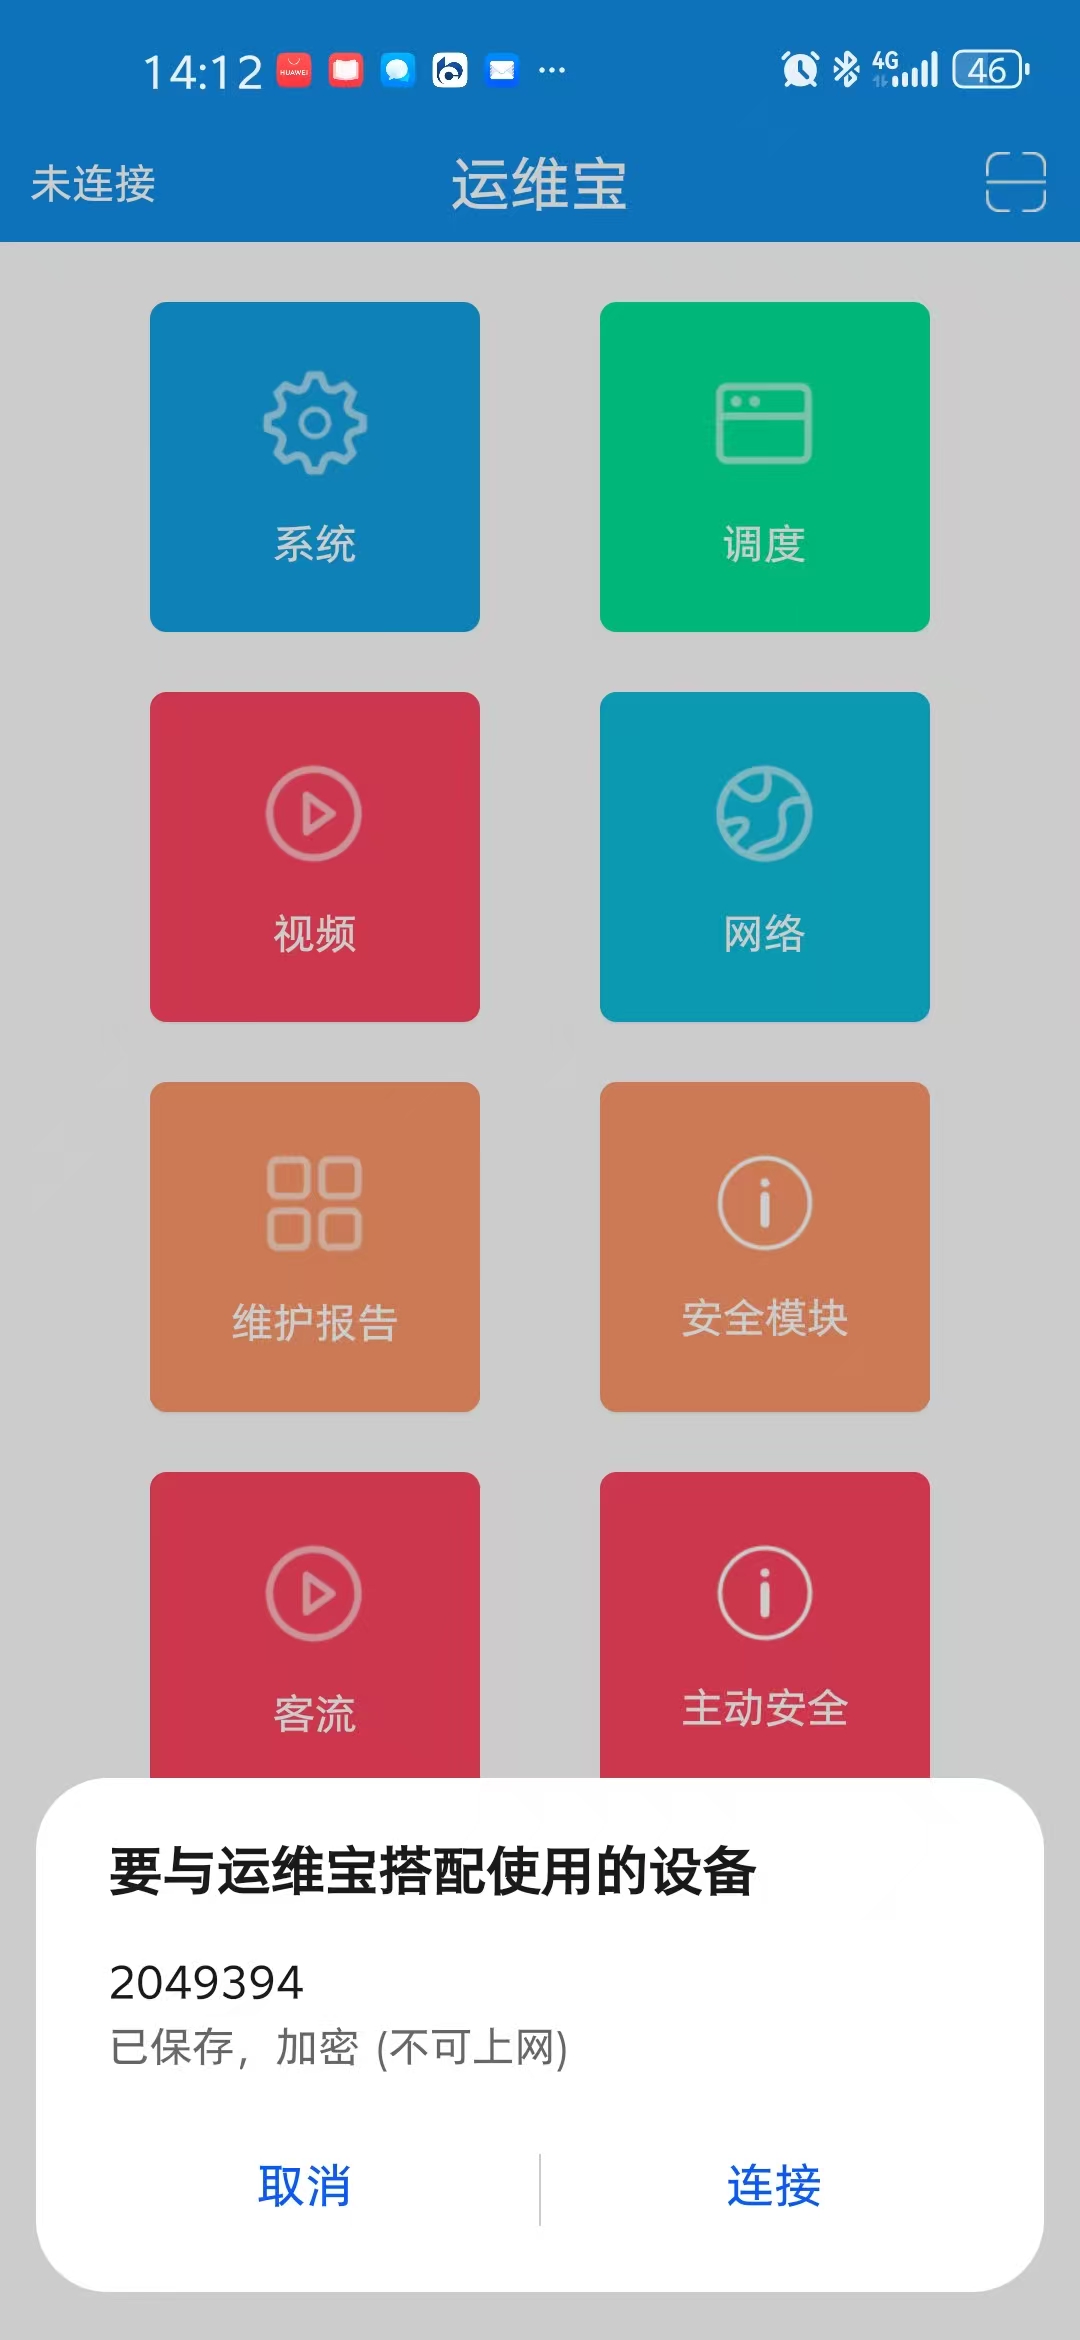 14:12 HUAWEI ··· 4G 46
未连接 运维宝
系统 调度
视频 网络
维护报告 安全模块
客流 主动安全
要与运维宝搭配使用的设备
2049394
已保存，加密 (不可上网)
取消 连接